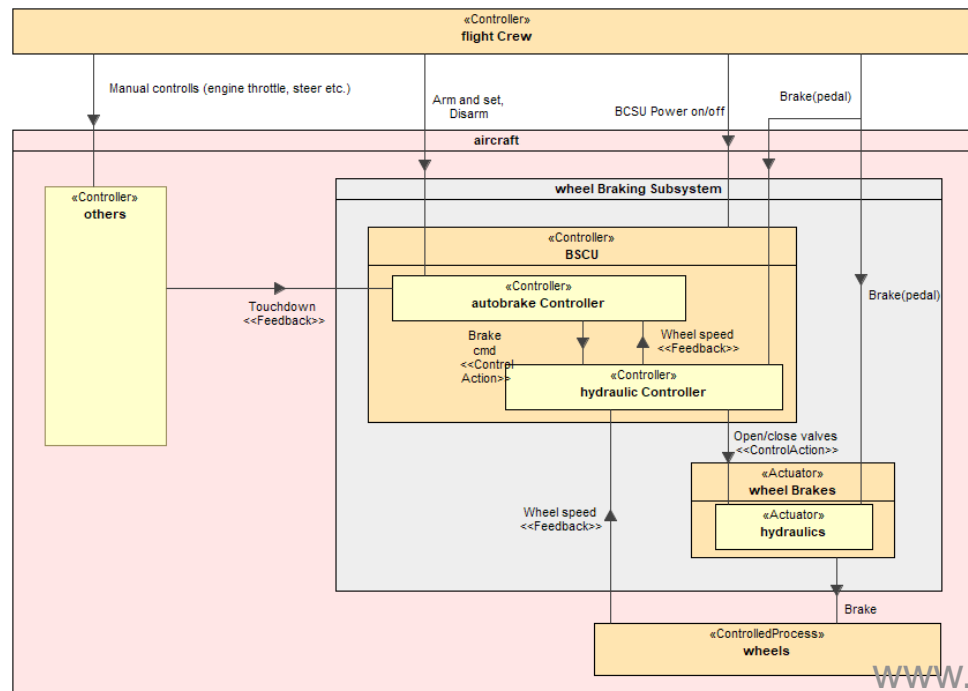 «Controller»
flight Crew
Manual controlls (engine throttle, steer etc.)
Arm and set,
Disarm
BCSU Power on/off
Brake(pedal)
aircraft
«Controller»
others
wheel Braking Subsystem
«Controller»
BSCU
«Controller»
autobrake Controller
Touchdown
<<Feedback>>
Brake(pedal)
Brake
cmd
<<Control
Action>>
Wheel speed
<<Feedback>>
«Controller»
hydraulic Controller
Open/close valves
<<ControlAction>>
«Actuator»
wheel Brakes
«Actuator»
hydraulics
Wheel speed
<<Feedback>>
Brake
«ControlledProcess»
wheels
www.